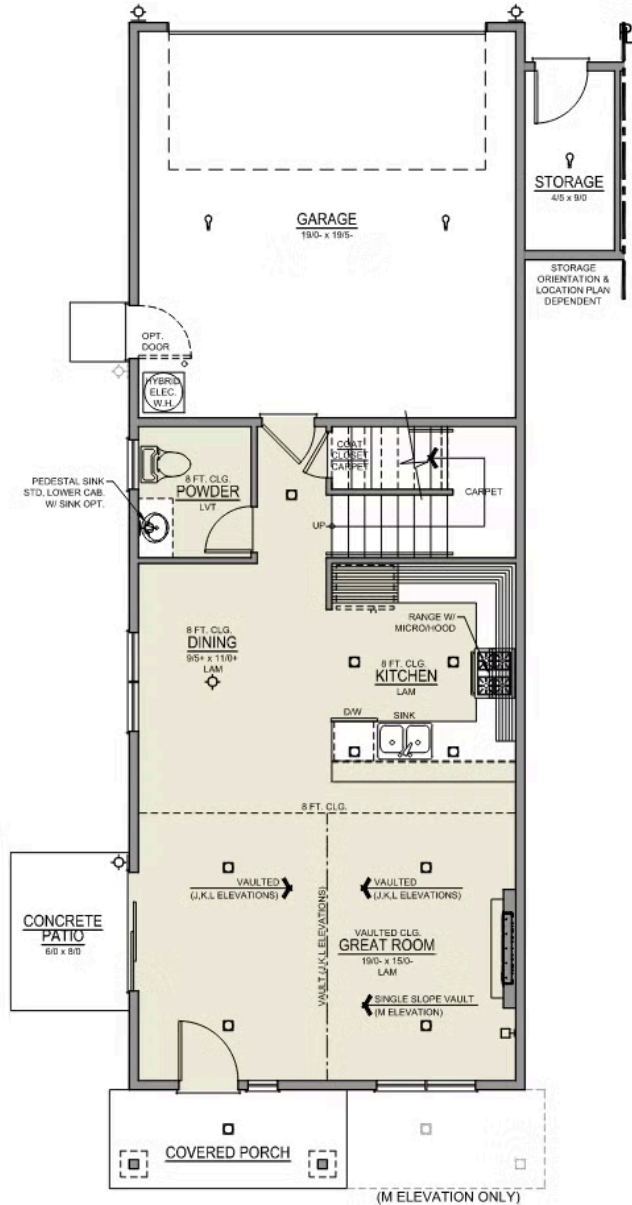 GARAGE
19/0- x 19/5-
STORAGE
4/5 x 9/0
STORAGE
ORIENTATION &
LOCATION PLAN
DEPENDENT
OPT.
DOOR
HYBRID
ELEC.
W.H.
COAT
CLOSET
CARPET
CARPET
UP
PEDESTAL SINK
STD. LOWER CAB.
W/ SINK OPT.
8 FT. CLG.
POWDER
LVT
8 FT. CLG.
DINING
9/5+ x 11/0+
LAM
RANGE W/
MICRO/HOOD
8 FT. CLG.
KITCHEN
LAM
D/W
SINK
8 FT. CLG.
VAULTED
(J,K,L ELEVATIONS)
VAULT (J,K,L ELEVATIONS)
VAULTED
(J,K,L ELEVATIONS)
VAULTED CLG.
GREAT ROOM
19/0- x 15/0-
LAM
SINGLE SLOPE VAULT
(M ELEVATION)
CONCRETE
PATIO
6/0 x 8/0
COVERED PORCH
(M ELEVATION ONLY)